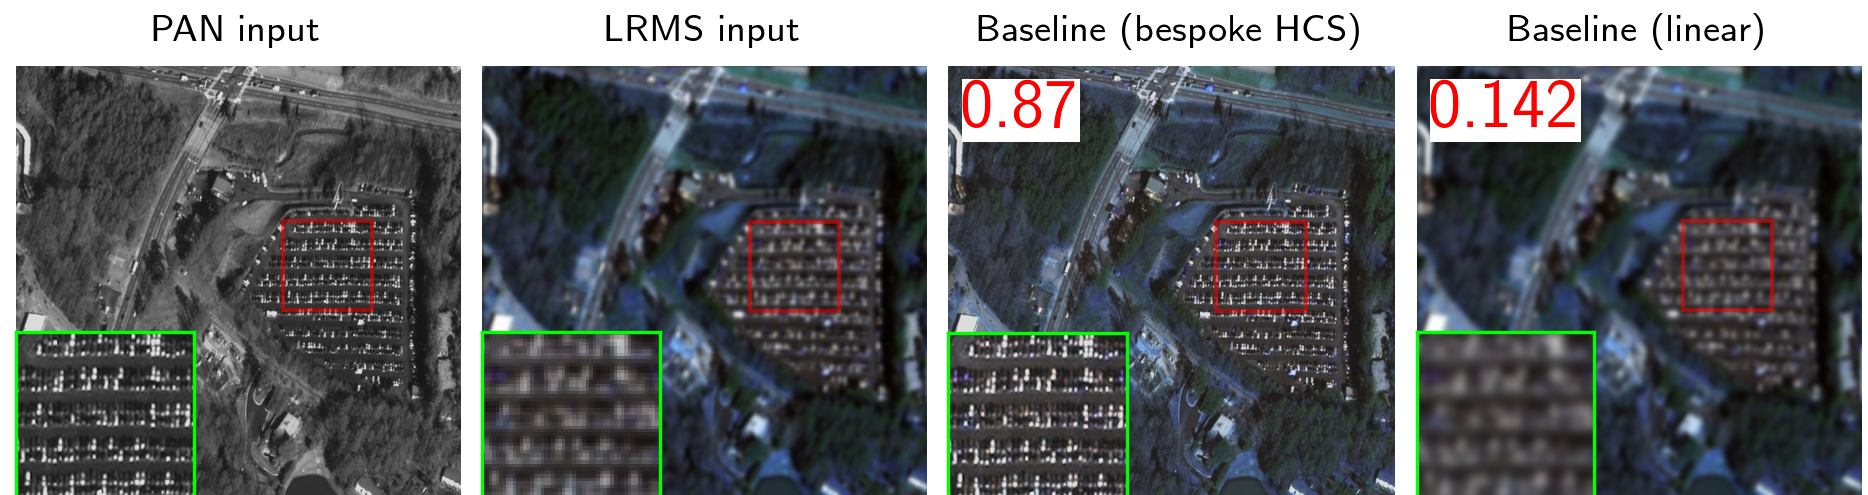 PAN input
LRMS input
Baseline (bespoke HCS)
Baseline (linear)
0.87
0.142